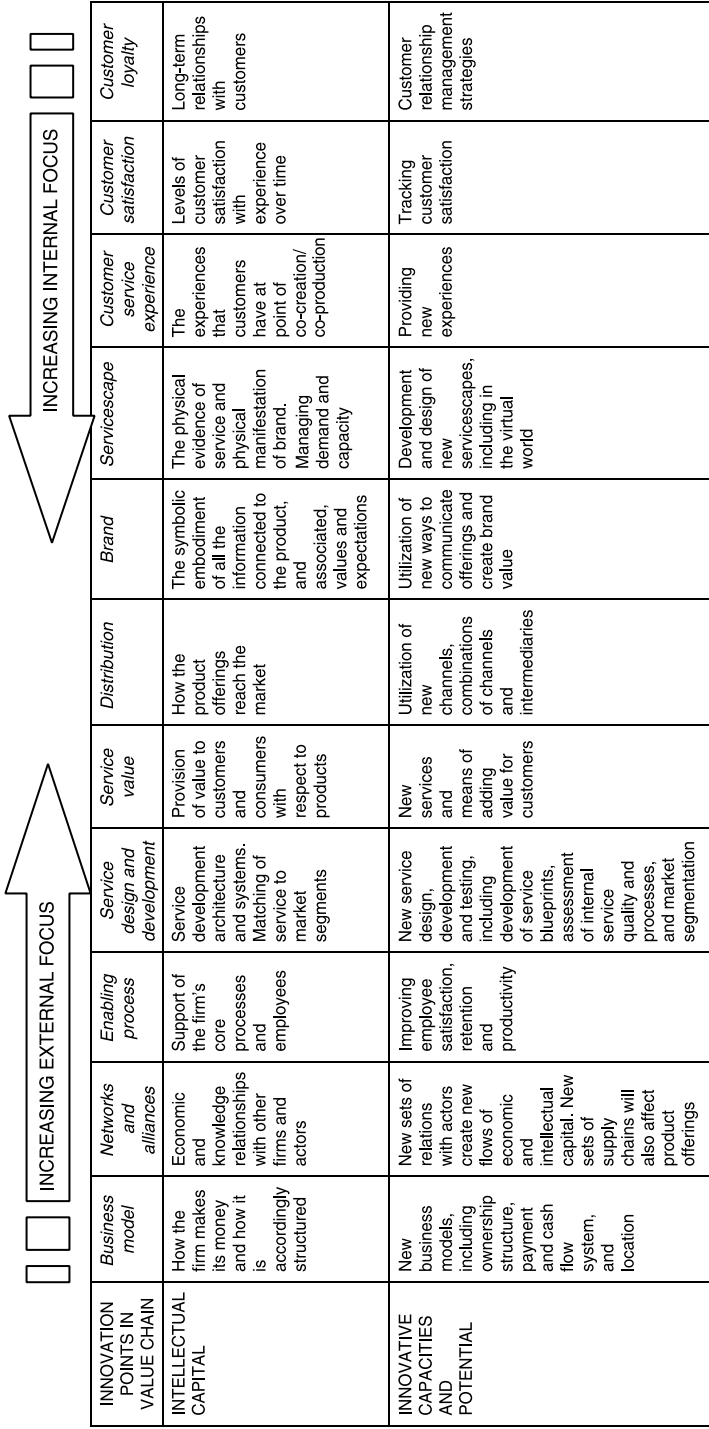 INCREASING EXTERNAL FOCUS
INCREASING INTERNAL FOCUS
INNOVATION
POINTS IN
VALUE CHAIN
Business
model
Networks
and
alliances
Enabling
process
Service
design and
development
Service
value
Distribution
Brand
Servicescape
Customer
service
experience
Customer
satisfaction
Customer
loyalty
INTELLECTUAL
CAPITAL
How the
firm makes
its money
and how it
is
accordingly
structured
Economic
and
knowledge
relationships
with other
firms and
actors
Support of
the firm's
core
processes
and
employees
Service
development
architecture
and systems.
Matching of
service to
market
segments
Provision
of value to
customers
and
consumers
with
respect to
products
How the
product
offerings
reach the
market
The symbolic
embodiment
of all the
information
connected to
the product,
and
associated,
values and
expectations
The physical
evidence of
service and
physical
manifestation
of brand.
Managing
demand and
capacity
The
experiences
that
customers
have at
point of
co-creation/
co-production
Levels of
customer
satisfaction
with
experience
over time
Long-term
relationships
with
customers
INNOVATIVE
CAPACITIES
AND
POTENTIAL
New
business
models,
including
ownership
structure,
payment
and cash
flow
system,
and
location
New sets of
relations
with actors
create new
flows of
economic
and
intellectual
capital. New
sets of
supply
chains will
also affect
product
offerings
Improving
employee
satisfaction,
retention
and
productivity
New service
design,
development
and testing,
including
development
of service
blueprints,
assessment
of internal
service
quality and
processes,
and market
segmentation
New
services
and
means of
adding
value for
customers
Utilization of
new
channels,
combinations
of channels
and
intermediaries
Utilization of
new ways to
communicate
offerings and
create brand
value
Development
and design of
new
servicescapes,
including in
the virtual
world
Providing
new
experiences
Tracking
customer
satisfaction
Customer
relationship
management
strategies